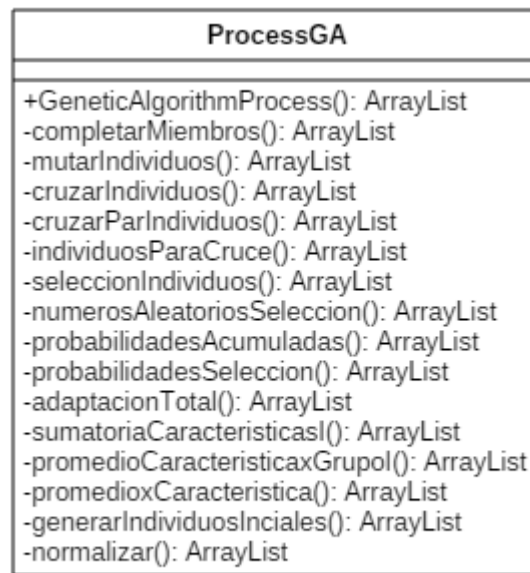 ProcessGA
+GeneticAlgorithmProcess(): ArrayList
-completarMiembros(): ArrayList
-mutarIndividuos(): ArrayList
-cruzarIndividuos(): ArrayList
-cruzarParIndividuos(): ArrayList
-individuosParaCruce(): ArrayList
-seleccionIndividuos(): ArrayList
-numerosAleatoriosSeleccion(): ArrayList
-probabilidadesAcumuladas(): ArrayList
-probabilidadesSeleccion(): ArrayList
-adaptacionTotal(): ArrayList
-sumatoriaCaracteristicasI(): ArrayList
-promedioCaracteristicaxGrupoI(): ArrayList
-promedioxCaracteristica(): ArrayList
-generarIndividuosInciales(): ArrayList
-normalizar(): ArrayList